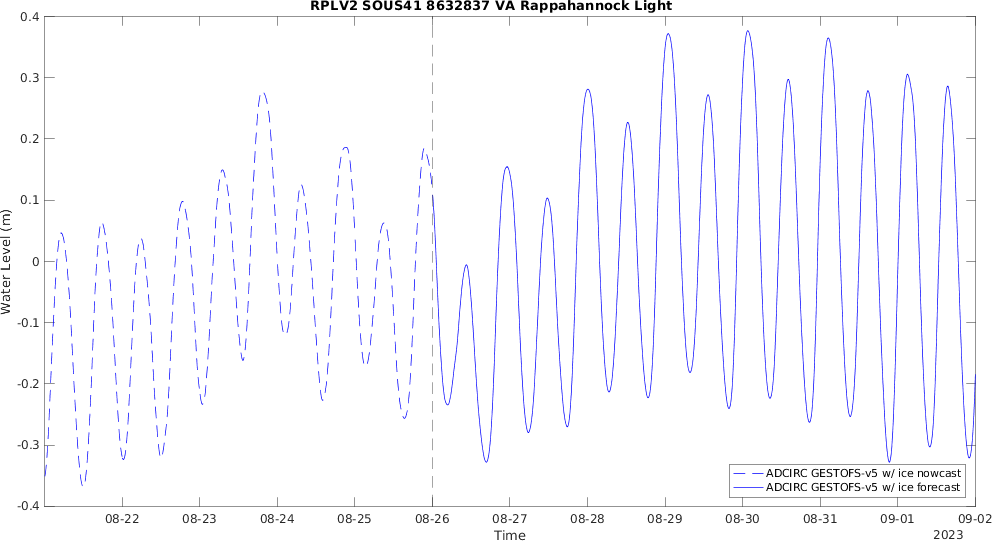 RPLV2 SOUS41 8632837 VA Rappahannock Light
0.4
0.3
0.2
0.1
0
-0.1
-0.2
-0.3
-0.4
Water Level (m)
ADCIRC GESTOFS-v5 w/ ice nowcast
ADCIRC GESTOFS-v5 w/ ice forecast
08-22 08-23 08-24 08-25 08-26 08-27 08-28 08-29 08-30 08-31 09-01 09-02
Time
2023